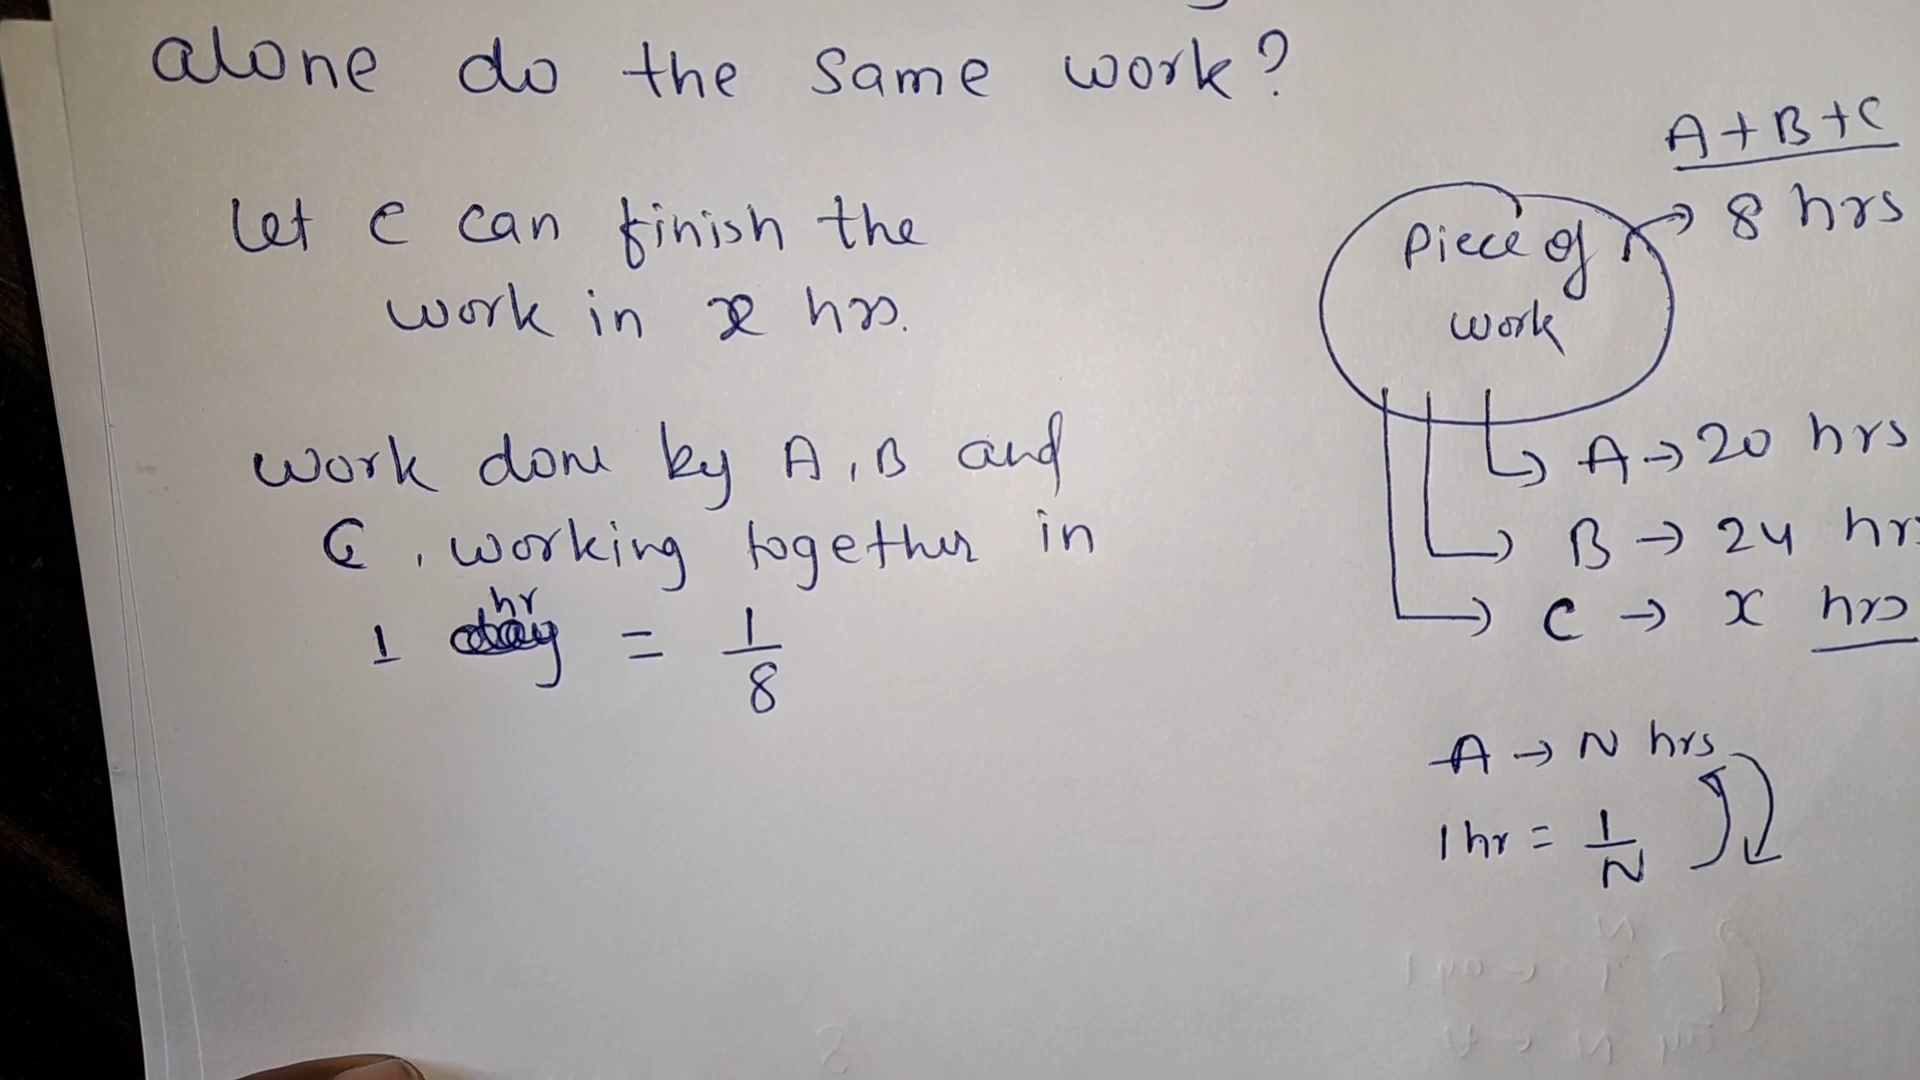 alone do the same work?
Let C can finish the
work in x hrs.
work done by A, B and
C, working together in
1 hr = 1/8
A+B+C
8 hrs
Piece of
work
A → 20 hrs
B → 24 hr
C → x hrs
A → N hrs
1 hr = 1/N